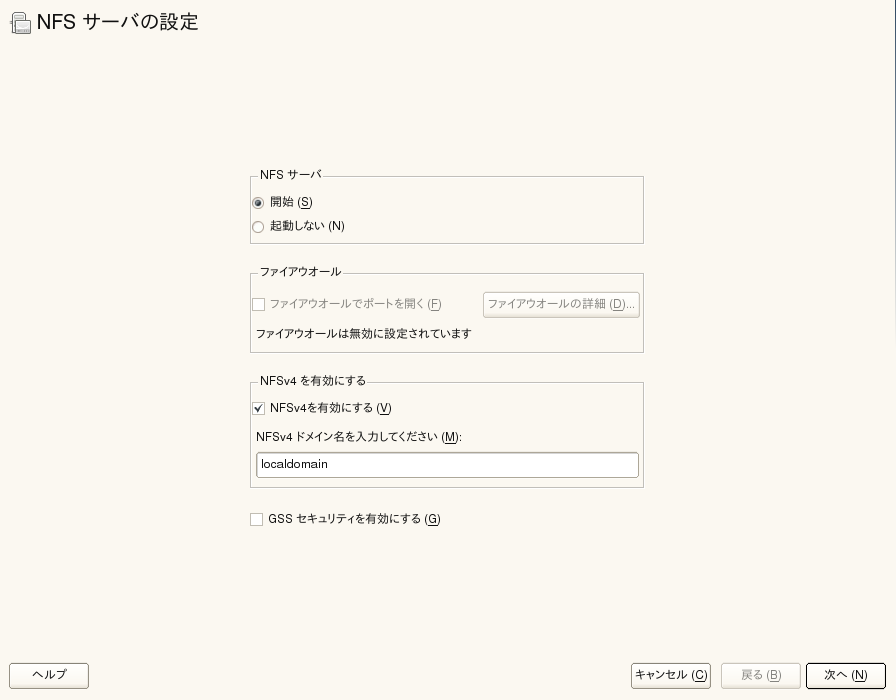 NFS サーバの設定
NFS サーバ
開始 (S)
起動しない (N)
ファイアウオール
ファイアウオールでポートを開く (F)
ファイアウオールの詳細 (D)...
ファイアウオールは無効に設定されています
NFSv4 を有効にする
NFSv4を有効にする (V)
NFSv4 ドメイン名を入力してください (M):
localdomain
GSS セキュリティを有効にする (G)
ヘルプ
キャンセル (C)
戻る (B)
次へ (N)